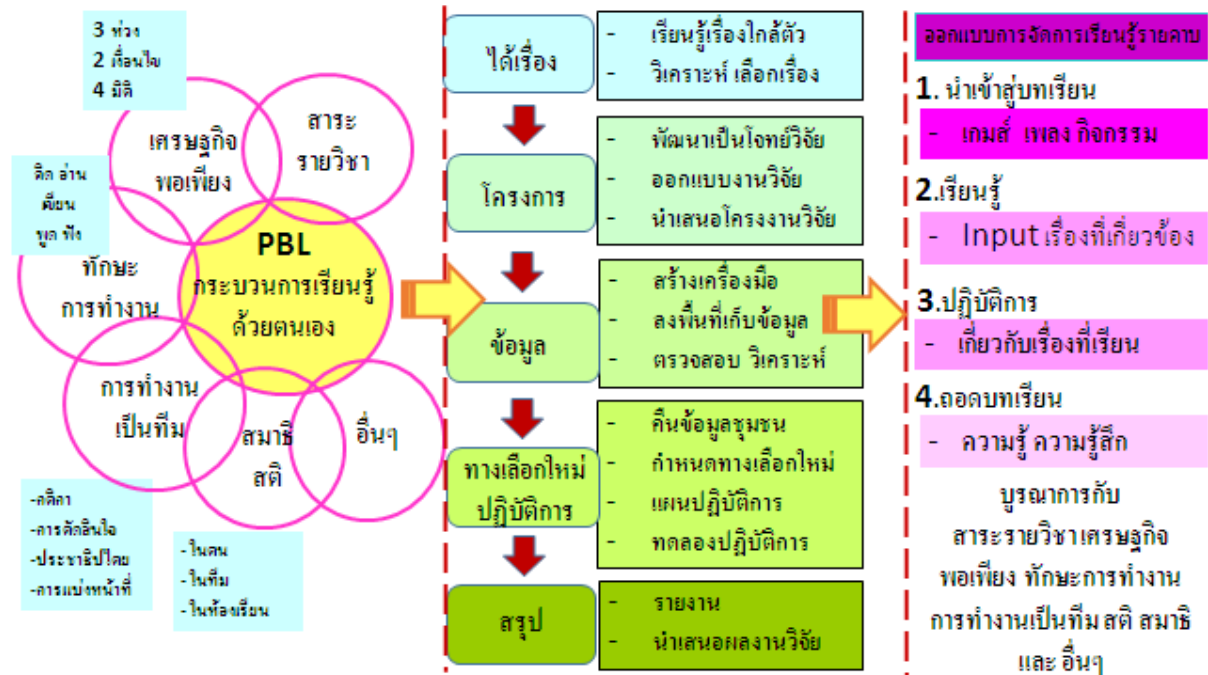 3 ห่วง
2 เงื่อนไข
4 มิติ
เศรษฐกิจ
พอเพียง
สาระ
รายวิชา
คิด อ่าน
เขียน
พูด ฟัง
ทักษะ
การทำงาน
PBL
กระบวนการเรียนรู้
ด้วยตนเอง
การทำงาน
เป็นทีม
สมาธิ
สติ
อื่นๆ
-กติกา
-การตัดสินใจ
-ประชาธิปไตย
-การแบ่งหน้าที่
-ในตน
-ในทีม
-ในห้องเรียน
ได้เรื่อง
- เรียนรู้เรื่องใกล้ตัว
- วิเคราะห์ เลือกเรื่อง
โครงการ
- พัฒนาเป็นโจทย์วิจัย
- ออกแบบงานวิจัย
- นำเสนอโครงงานวิจัย
ข้อมูล
- สร้างเครื่องมือ
- ลงพื้นที่เก็บข้อมูล
- ตรวจสอบ วิเคราะห์
ทางเลือกใหม่
ปฏิบัติการ
- คืนข้อมูลชุมชน
- กำหนดทางเลือกใหม่
- แผนปฏิบัติการ
- ทดลองปฏิบัติการ
สรุป
- รายงาน
- นำเสนอผลงานวิจัย
ออกแบบการจัดการเรียนรู้รายคาบ
1. นำเข้าสู่บทเรียน
- เกมส์ เพลง กิจกรรม
2.เรียนรู้
- Input เรื่องที่เกี่ยวข้อง
3.ปฏิบัติการ
- เกี่ยวกับเรื่องที่เรียน
4.ถอดบทเรียน
- ความรู้ ความรู้สึก
บูรณาการกับ
สาระรายวิชาเศรษฐกิจ
พอเพียง ทักษะการทำงาน
การทำงานเป็นทีม สติ สมาธิ
และ อื่นๆ